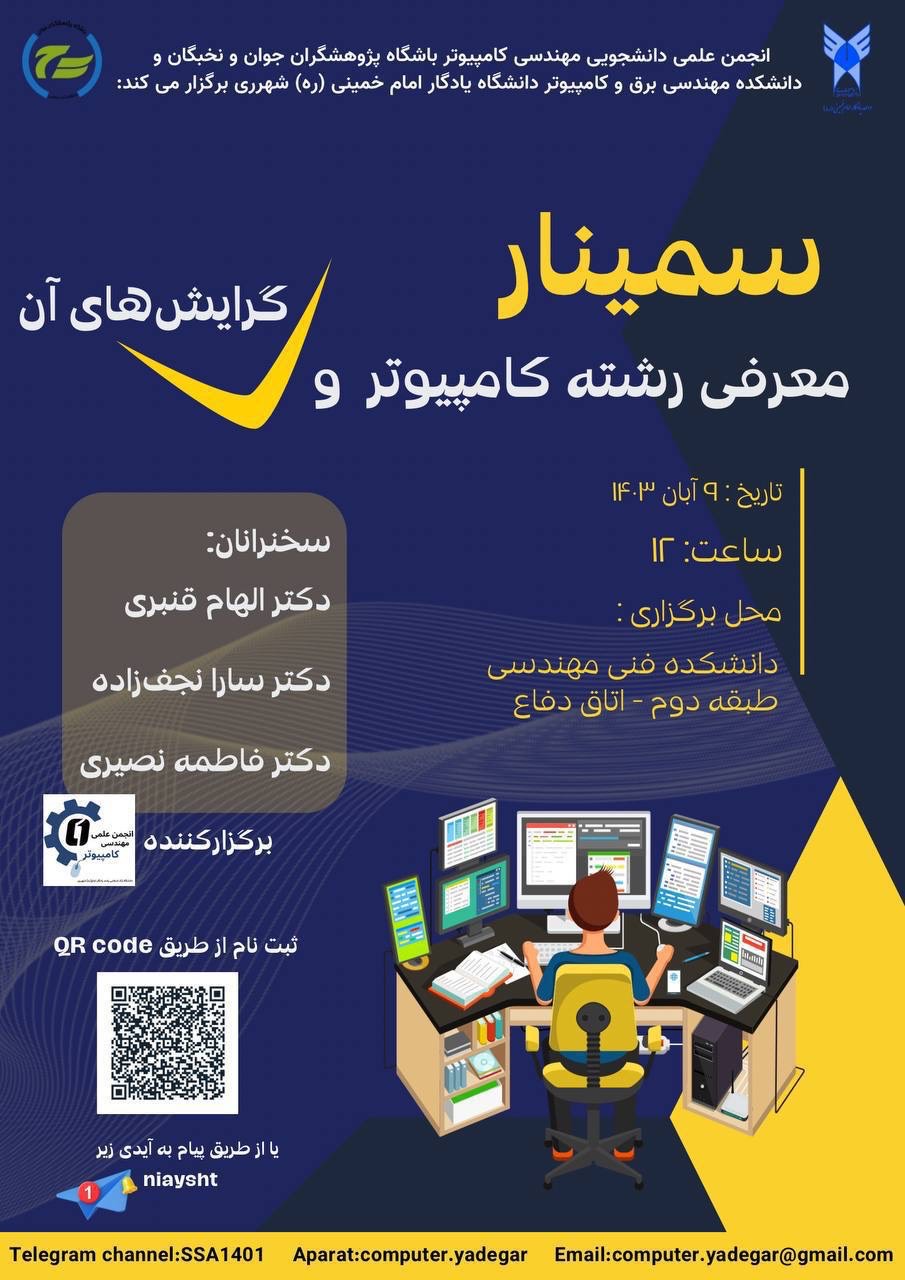 انجمن علمی دانشجویی مهندسی کامپیوتر باشگاه پژوهشگران جوان و نخبگان و
دانشکده مهندسی برق و کامپیوتر دانشگاه یادگار امام خمینی (ره) شهرری برگزار می کند:
سمینار
معرفی رشته کامپیوتر و
گرایش‌های آن
تاریخ : ۹ آبان ۱۴۰۳
ساعت: ۱۲
محل برگزاری :
دانشکده فنی مهندسی
طبقه دوم - اتاق دفاع
سخنرانان:
دکتر الهام قنبری
دکتر سارا نجف‌زاده
دکتر فاطمه نصیری
برگزارکننده
انجمن علمی
مهندسی
کامپیوتر
ثبت نام از طریق QR code
یا از طریق پیام به آیدی زیر
niaysht
1
Telegram channel:SSA1401 Aparat:computer.yadegar Email:computer.yadegar@gmail.com